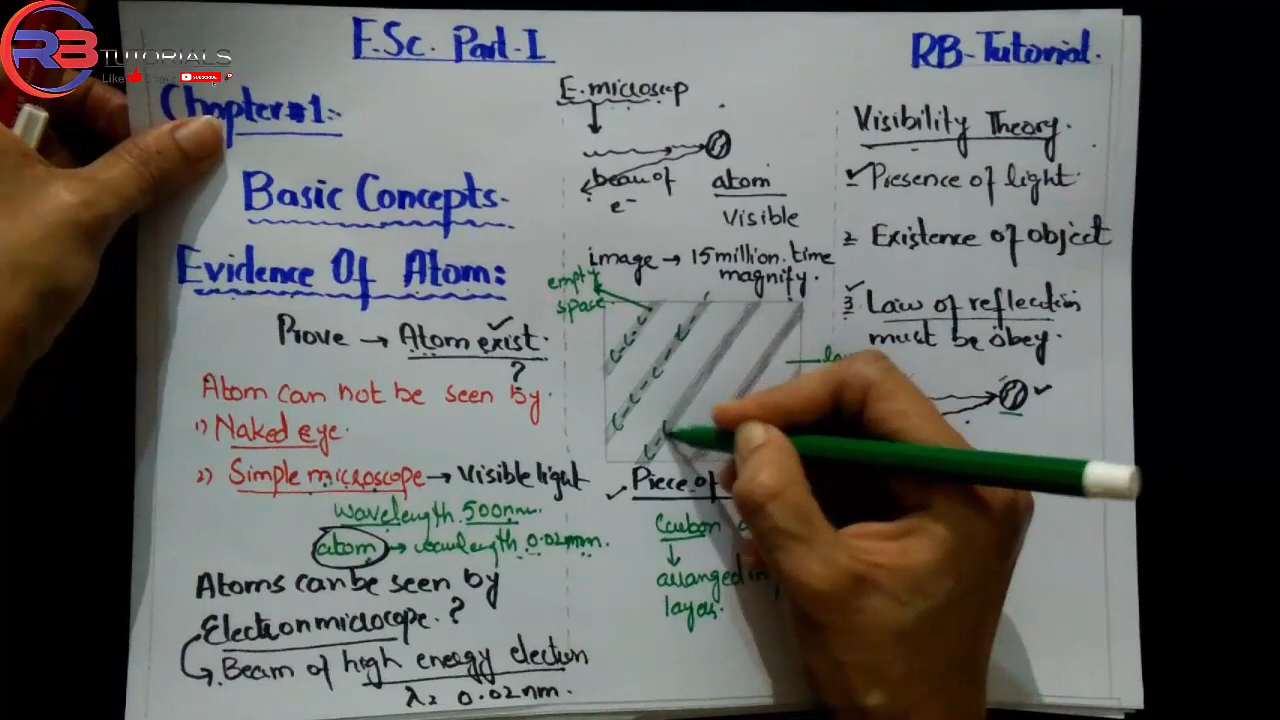 RB TUTORIALS
Like
SUBSCRIBE
F.Sc. Part-I
RB-Tutorial.
Chapter#1:-
Basic Concepts.
Evidence Of Atom:
Prove → Atom exist.
?
Atom can not be seen by.
1) Naked eye.
2) Simple microscope → Visible light
wavelength 500nm.
atom → wavelength 0.02mm.
Atoms can be seen by
Electron microscope. ?
Beam of high energy electron
λ= 0.02nm.
E. microscop
beam of
e⁻
atom
Visible
image → 15 million. time
magnify.
empty
space
Piece of
Carbon
arranged in
layers.
Visibility Theory.
1 Presence of light.
2 Existence of object
3 Law of reflection
must be obey.